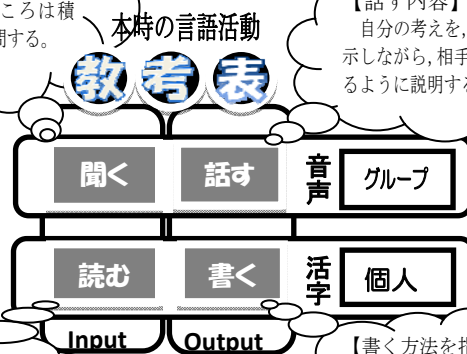 ころは積
問する。
本時の言語活動
教考表
【話す内容】
自分の考えを,
示しながら,相手
るように説明する
聞く
話す
音声
グループ
読む
書く
活字
個人
Input
Output
【書く方法を指